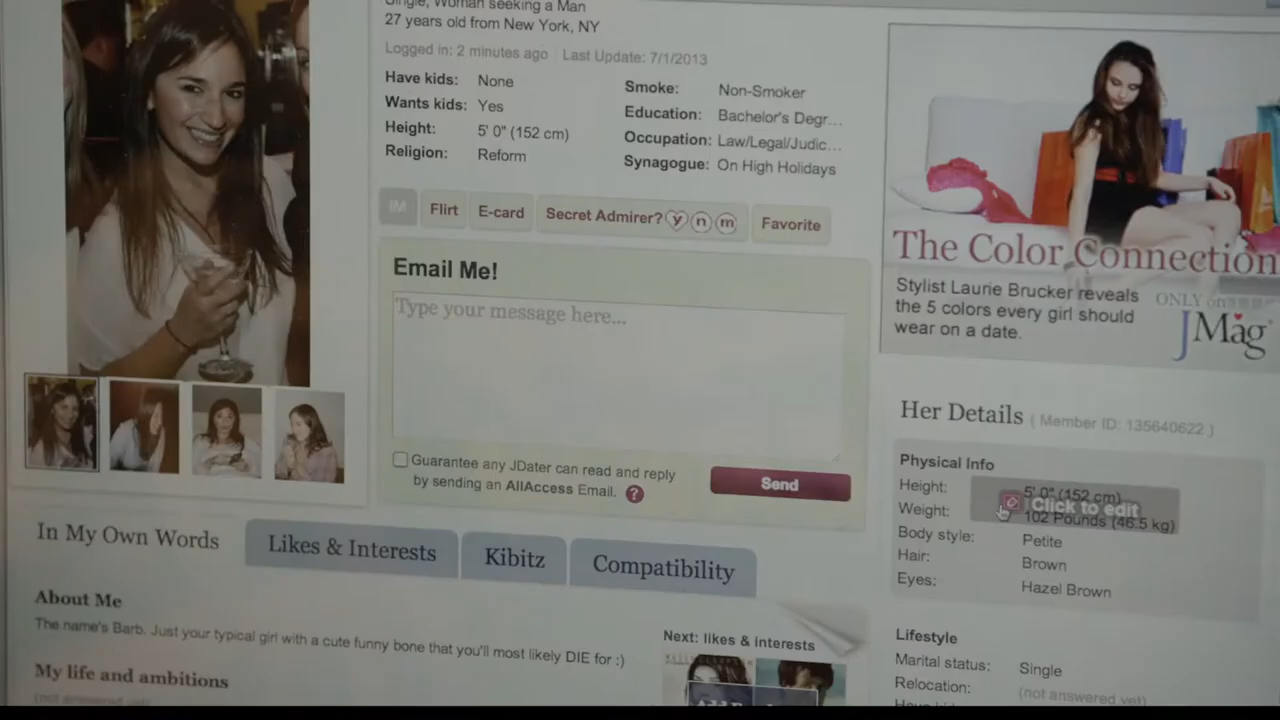 Single, Woman seeking a Man
27 years old from New York, NY
Logged in: 2 minutes ago | Last Update: 7/1/2013
Have kids: None
Wants kids: Yes
Height: 5' 0" (152 cm)
Religion: Reform
Smoke: Non-Smoker
Education: Bachelor's Degr...
Occupation: Law/Legal/Judic...
Synagogue: On High Holidays
IM
Flirt
E-card
Secret Admirer? y n m
Favorite
Email Me!
Type your message here...
Guarantee any JDater can read and reply
by sending an AllAccess Email. ?
Send
The Color Connection
Stylist Laurie Brucker reveals
the 5 colors every girl should
wear on a date.
ONLY on
JMag
Her Details ( Member ID: 135640622 )
Physical Info
Height: 5' 0" (152 cm)
Click to edit
Weight: 102 Pounds (46.5 kg)
Body style: Petite
Hair: Brown
Eyes: Hazel Brown
Lifestyle
Marital status: Single
Relocation: (not answered yet)
In My Own Words
Likes & Interests
Kibitz
Compatibility
About Me
The name's Barb. Just your typical girl with a cute funny bone that you'll most likely DIE for :)
My life and ambitions
(not answered yet)
Next: likes & interests